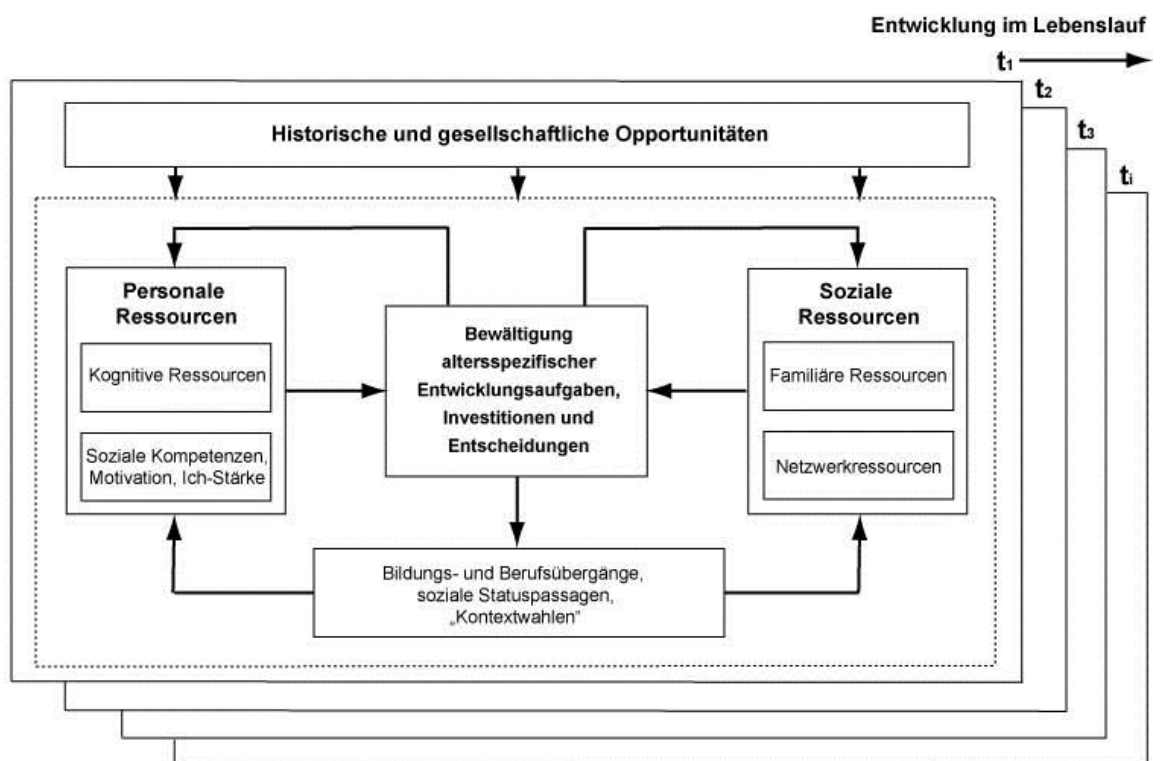 Entwicklung im Lebenslauf
t1
t2
t3
ti
Historische und gesellschaftliche Opportunitäten
Personale
Ressourcen
Kognitive Ressourcen
Soziale Kompetenzen,
Motivation, Ich-Stärke
Bewältigung
altersspezifischer
Entwicklungsaufgaben,
Investitionen und
Entscheidungen
Soziale
Ressourcen
Familiäre Ressourcen
Netzwerkressourcen
Bildungs- und Berufsübergänge,
soziale Statuspassagen,
„Kontextwahlen"